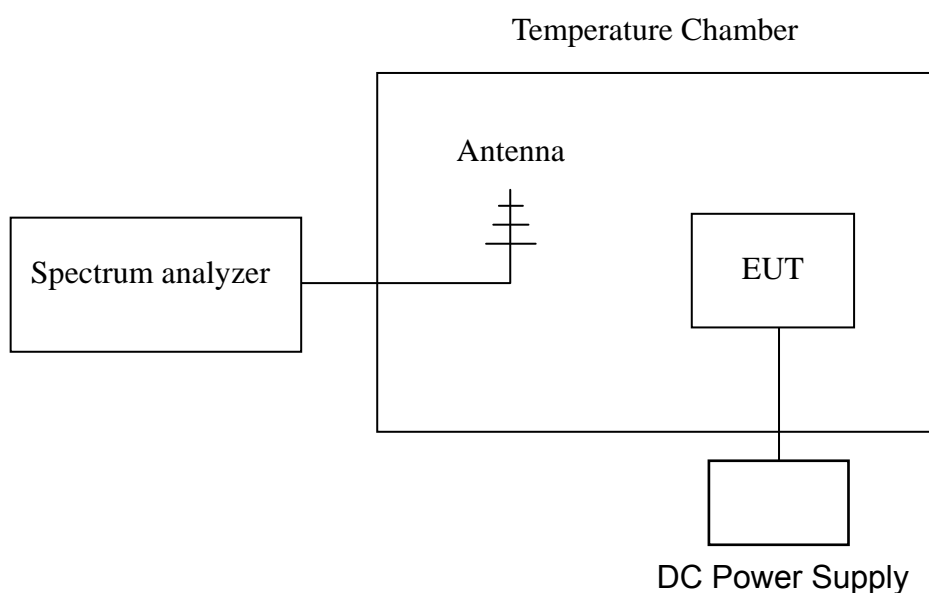 Temperature Chamber
Antenna
Spectrum analyzer
EUT
DC Power Supply